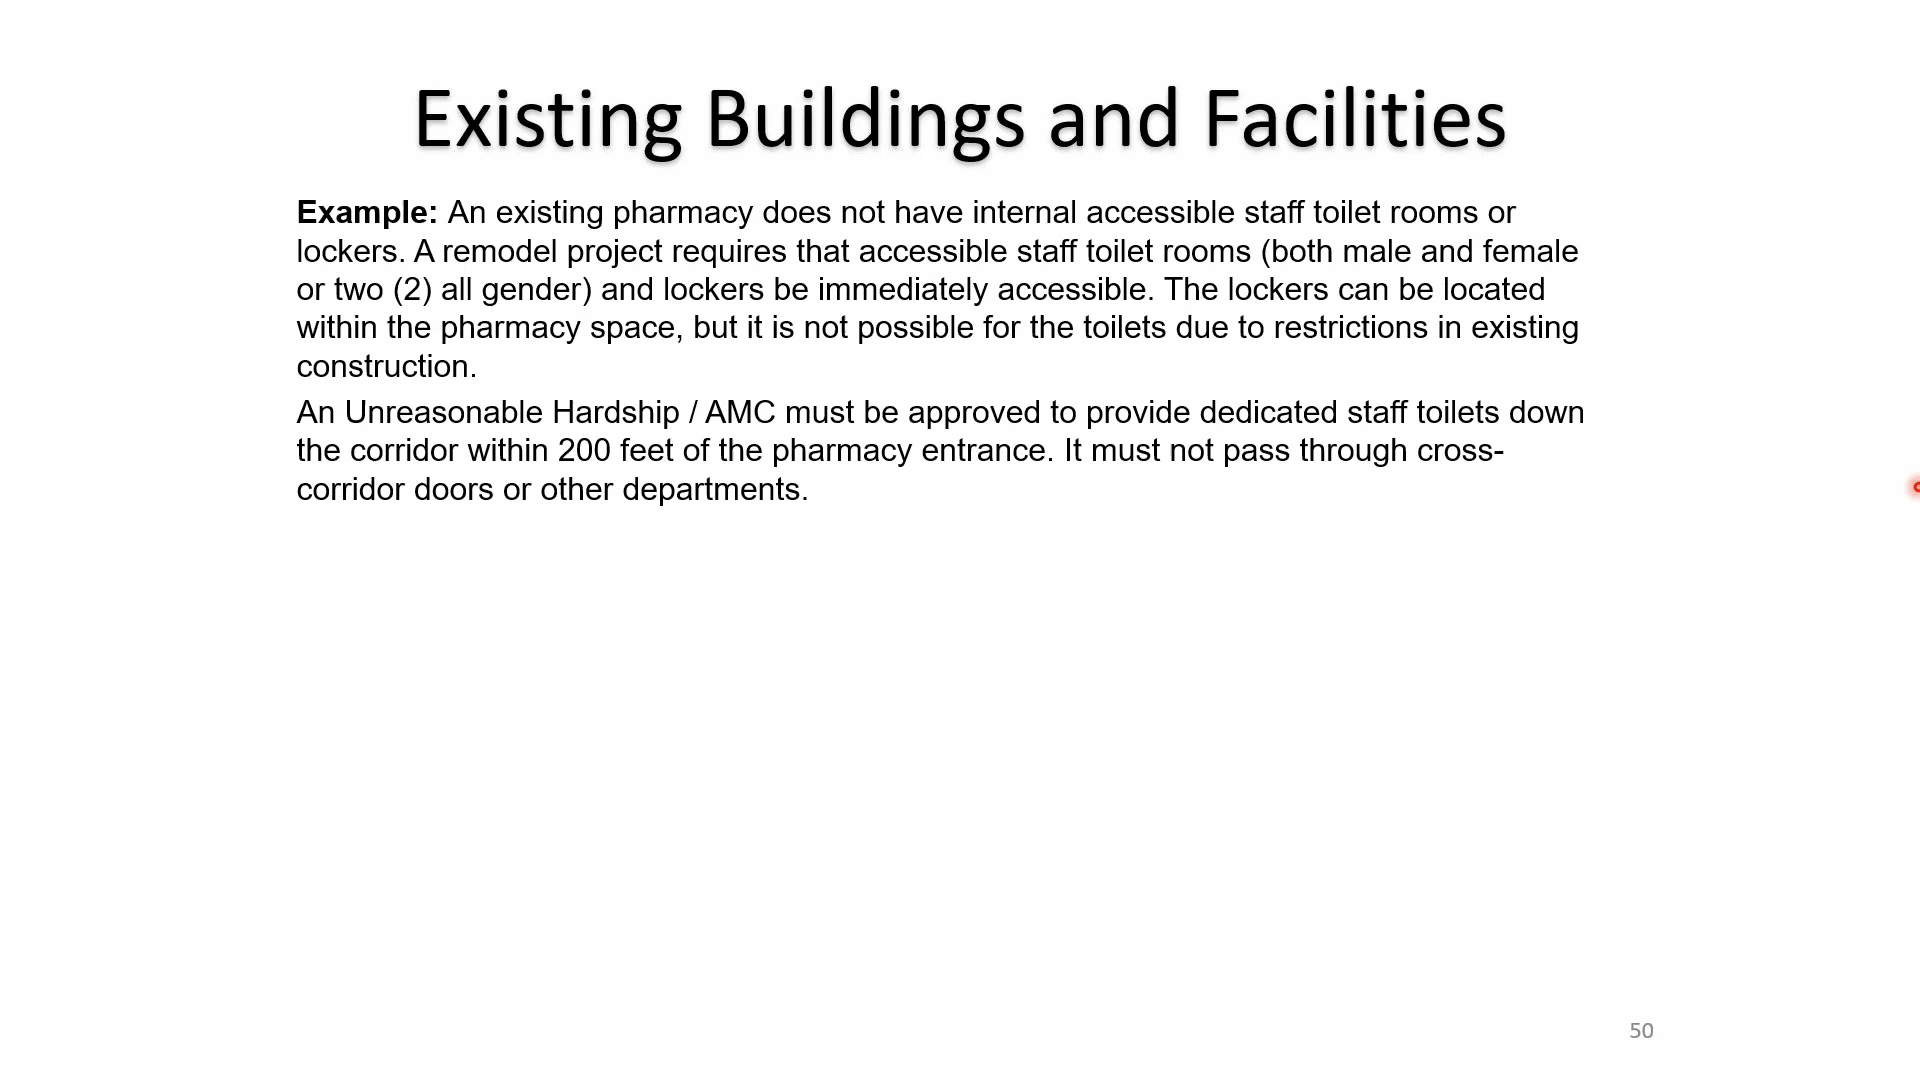 Existing Buildings and Facilities
Example: An existing pharmacy does not have internal accessible staff toilet rooms or
lockers. A remodel project requires that accessible staff toilet rooms (both male and female
or two (2) all gender) and lockers be immediately accessible. The lockers can be located
within the pharmacy space, but it is not possible for the toilets due to restrictions in existing
construction.
An Unreasonable Hardship / AMC must be approved to provide dedicated staff toilets down
the corridor within 200 feet of the pharmacy entrance. It must not pass through cross-
corridor doors or other departments.
50